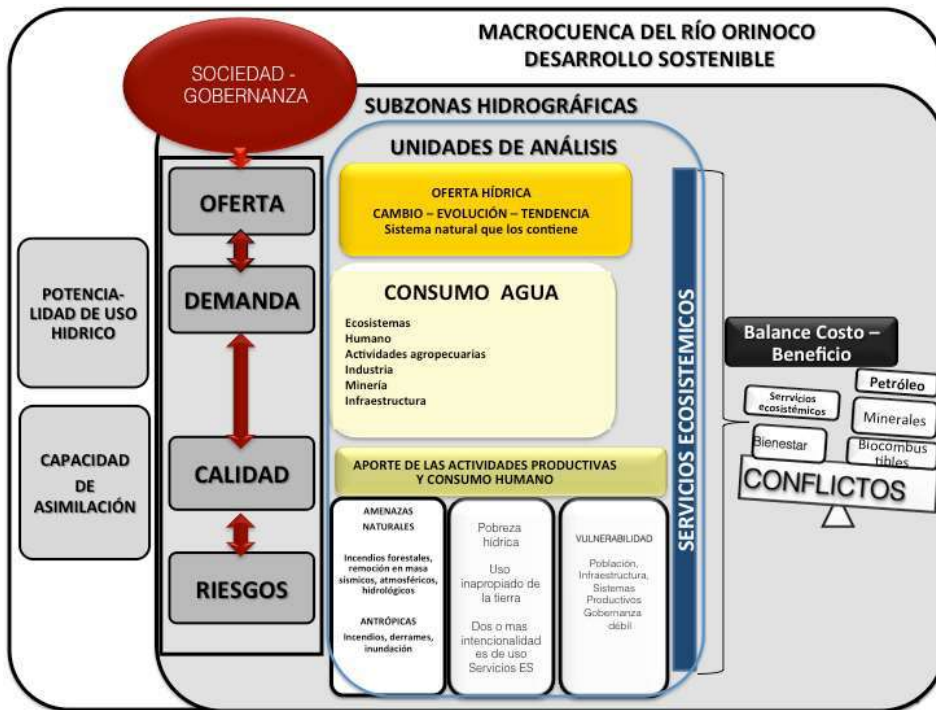 MACROCUENCA DEL RÍO ORINOCO
DESARROLLO SOSTENIBLE
SOCIEDAD -
GOBERNANZA
SUBZONAS HIDROGRÁFICAS
UNIDADES DE ANÁLISIS
OFERTA
OFERTA HÍDRICA
CAMBIO – EVOLUCIÓN – TENDENCIA
Sistema natural que los contiene
POTENCIA-
LIDAD DE USO
HIDRICO
DEMANDA
CONSUMO AGUA
Ecosistemas
Humano
Actividades agropecuarias
Industria
Minería
Infraestructura
CAPACIDAD
DE
ASIMILACIÓN
CALIDAD
APORTE DE LAS ACTIVIDADES PRODUCTIVAS
Y CONSUMO HUMANO
RIESGOS
AMENAZAS
NATURALES
Incendios forestales,
remoción en masa
sísmicos, atmosféricos,
hidrológicos
ANTRÓPICAS
Incendios, derrames,
inundación
Pobreza
hídrica
Uso
inapropiado de
la tierra
Dos o mas
intencionalidad
es de uso
Servicios ES
VULNERABILIDAD
Población,
Infraestructura,
Sistemas
Productivos
Gobernanza
débil
SERVICIOS ECOSISTEMICOS
Balance Costo –
Beneficio
Serrvicios
ecosistémicos
Petróleo
Minerales
Bienestar
Biocombus
tibles
CONFLICTOS